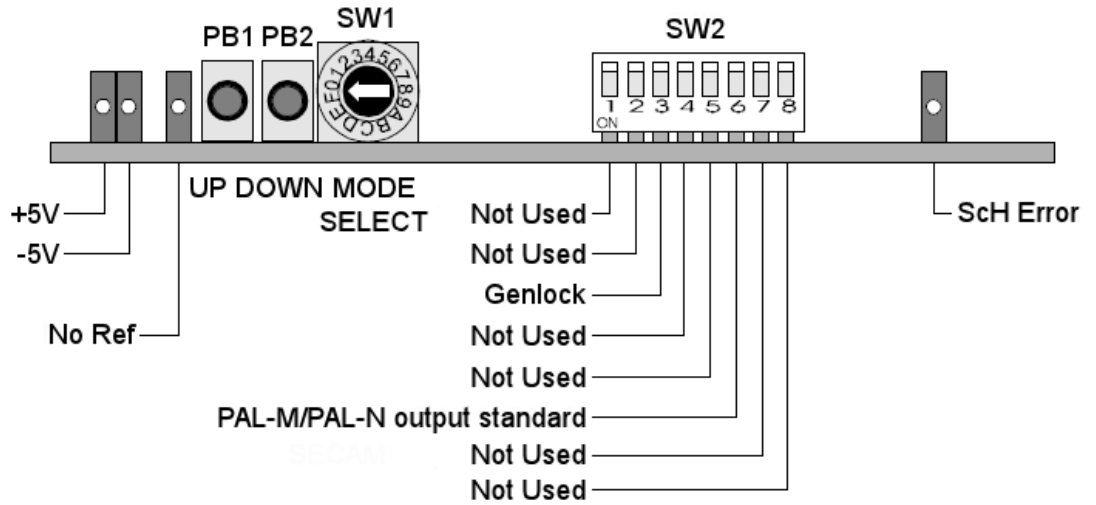 SW1
PB1 PB2
0123456789ABCDEF
SW2
1 2 3 4 5 6 7 8
ON
UP DOWN MODE
SELECT
+5V
-5V
No Ref
Not Used
Not Used
Genlock
Not Used
Not Used
PAL-M/PAL-N output standard
SECAM
Not Used
Not Used
ScH Error